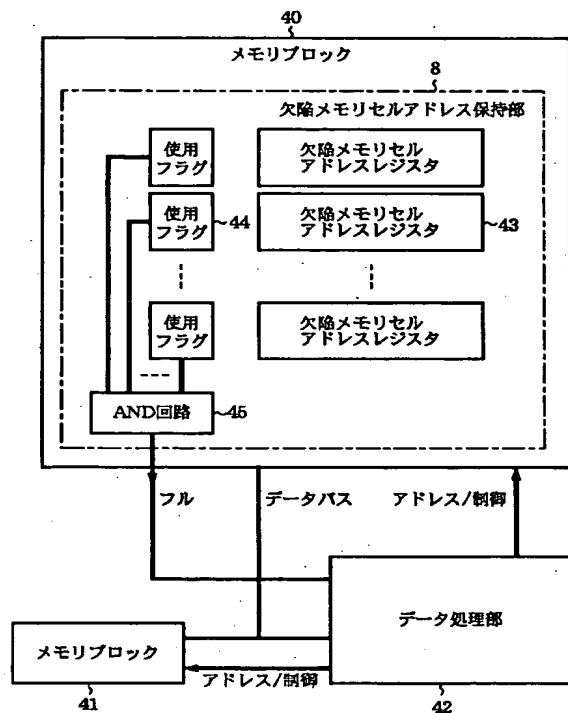 40
メモリブロック
8
欠陥メモリセルアドレス保持部
使用
フラグ
欠陥メモリセル
アドレスレジスタ
使用
フラグ
44
欠陥メモリセル
アドレスレジスタ
43
使用
フラグ
欠陥メモリセル
アドレスレジスタ
AND回路
45
フル
データバス
アドレス/制御
データ処理部
メモリブロック
アドレス/制御
41
42